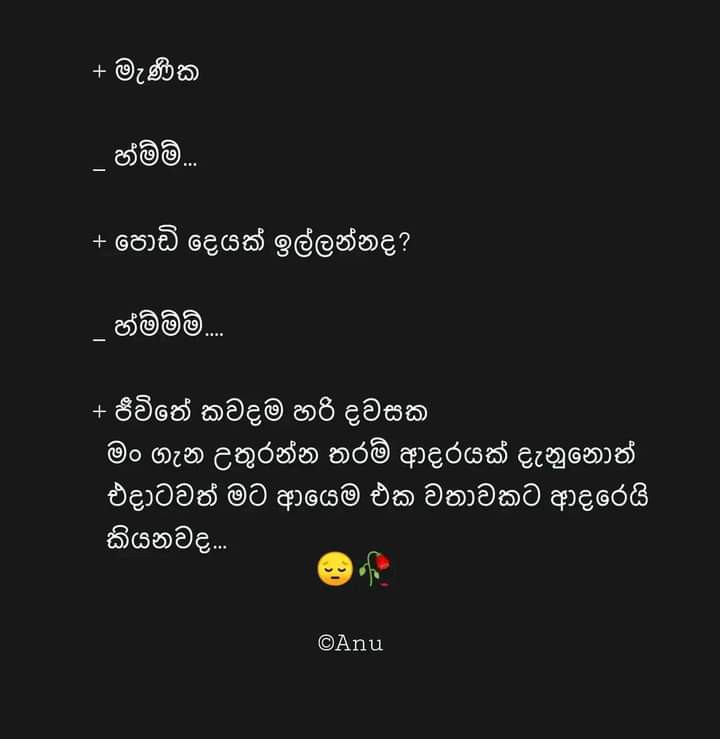 + මැණික
_ හ්ම්ම්...
+ පොඩි දෙයක් ඉල්ලන්නද?
_ හ්ම්ම්ම්....
+ ජීවිතේ කවදම හරි දවසක
මං ගැන උතුරන්න තරම් ආදරයක් දැනුනොත්
එදාටවත් මට ආයෙම එක වතාවකට ආදරෙයි
කියනවද...
😔🥀
©Anu